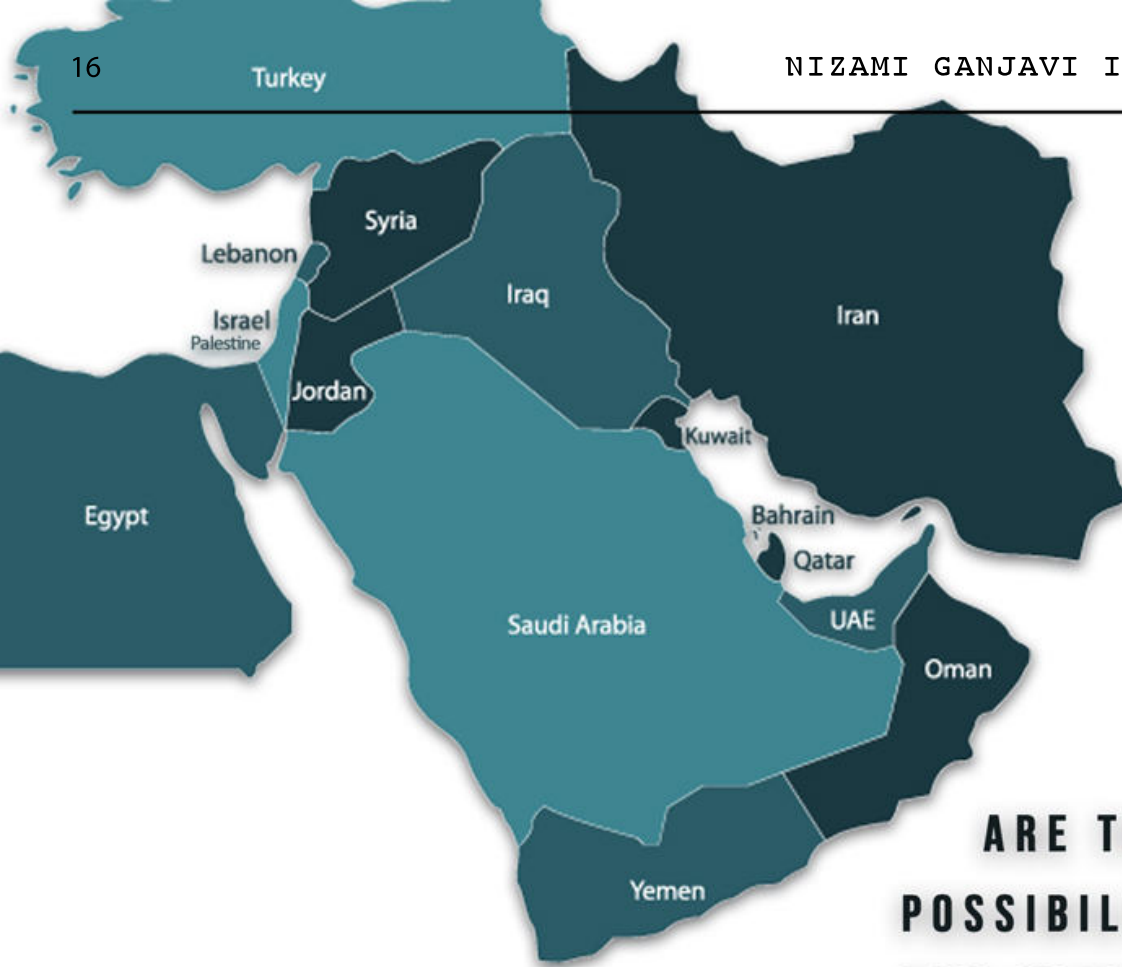 16
NIZAMI GANJAVI I
Turkey
Syria
Lebanon
Iraq
Iran
Israel
Palestine
Jordan
Kuwait
Egypt
Bahrain
Qatar
Saudi Arabia
UAE
Oman
ARE T
POSSIBIL
Yemen